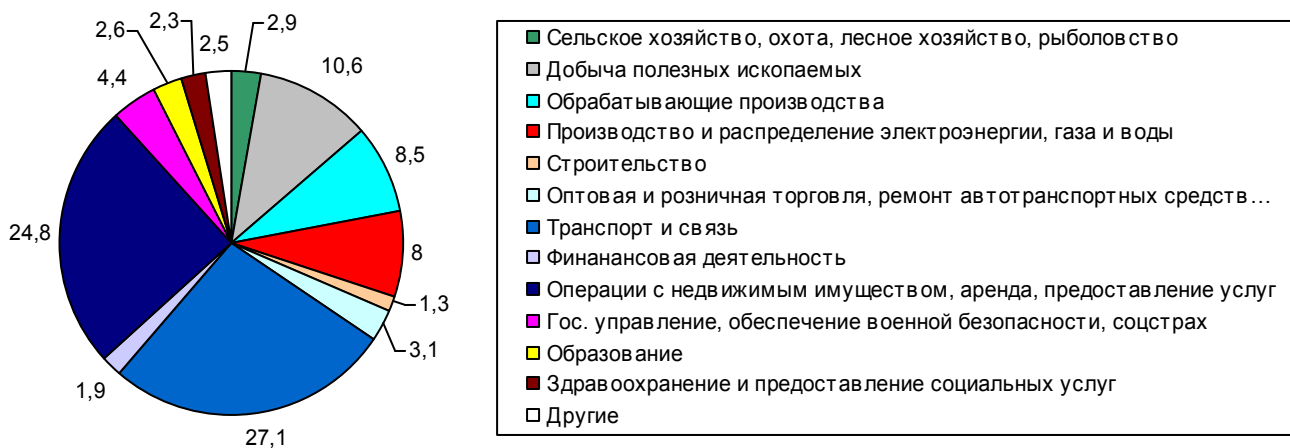 2,9
10,6
8,5
8
1,3
3,1
27,1
1,9
24,8
4,4
2,6
2,3
2,5
Сельское хозяйство, охота, лесное хозяйство, рыболовство
Добыча полезных ископаемых
Обрабатывающие производства
Производство и распределение электроэнергии, газа и воды
Строительство
Оптовая и розничная торговля, ремонт автотранспортных средств…
Транспорт и связь
Финанансовая деятельность
Операции с недвижимым имуществом, аренда, предоставление услуг
Гос. управление, обеспечение военной безопасности, соцстрах
Образование
Здравоохранение и предоставление социальных услуг
Другие